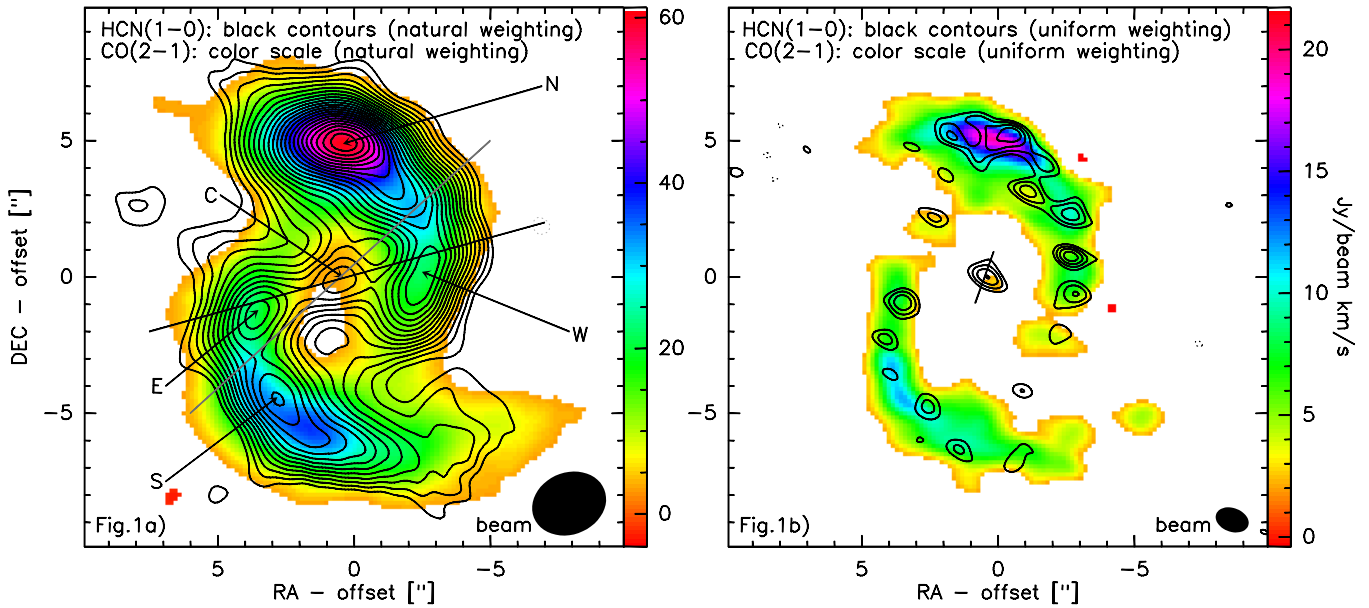 HCN(1−0): black contours (natural weighting)
CO(2−1): color scale (natural weighting)
N
C
W
E
S
5
0
−5
DEC − offset ["]
Fig.1a)
beam
5
0
−5
RA − offset ["]
60
40
20
0
HCN(1−0): black contours (uniform weighting)
CO(2−1): color scale (uniform weighting)
5
0
−5
Fig.1b)
beam
5
0
−5
RA − offset ["]
20
15
10
5
0
Jy/beam km/s